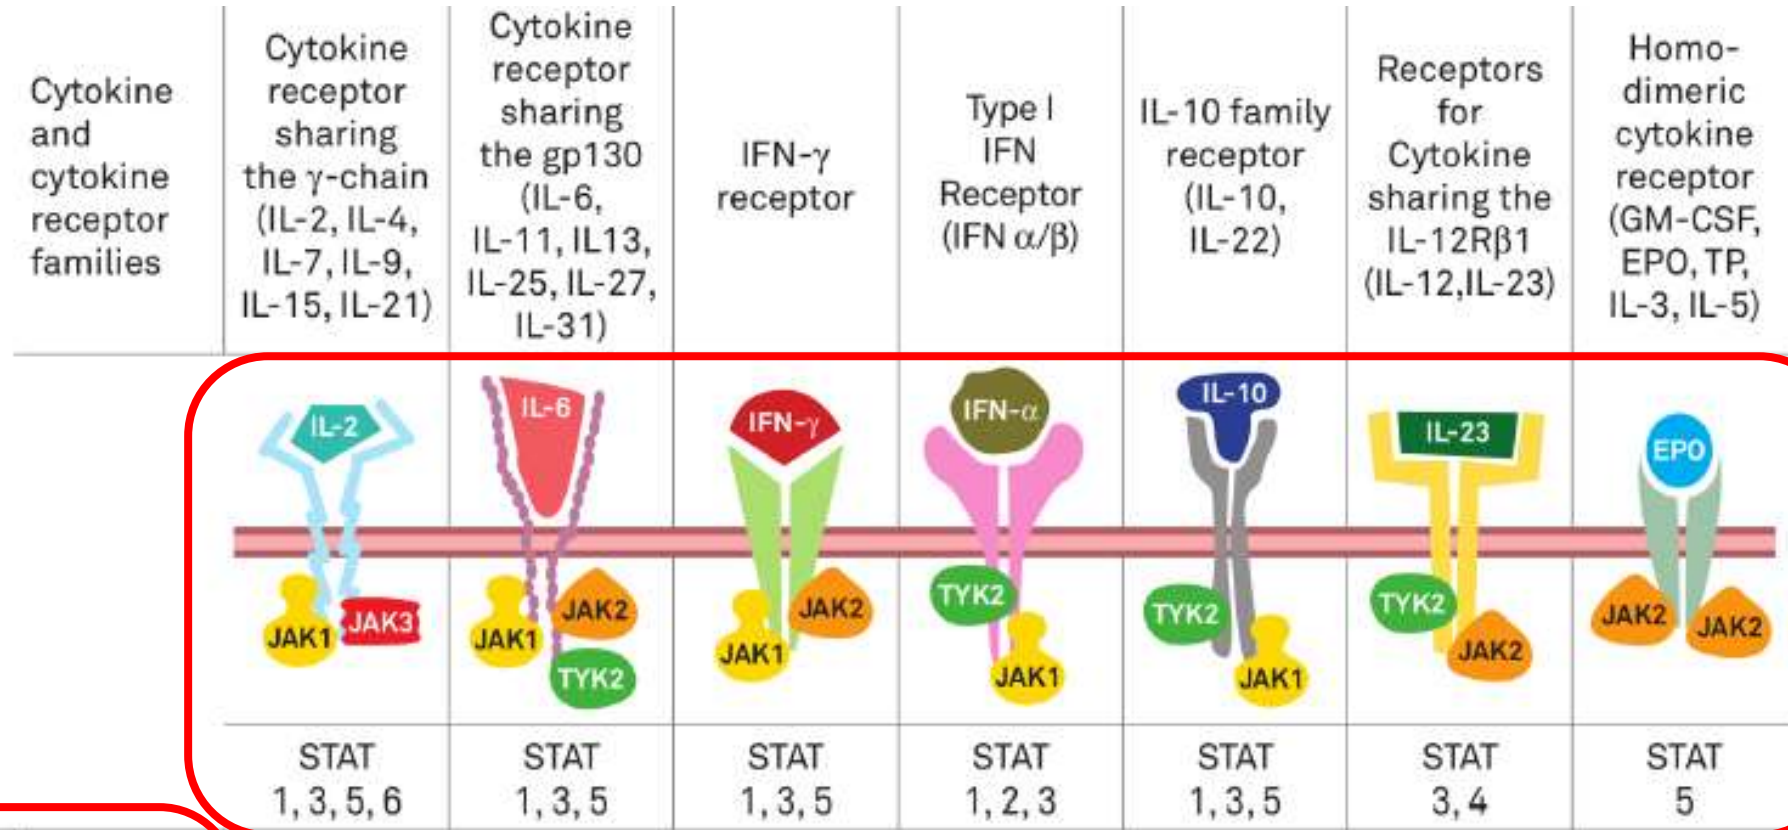 Cytokine
and
cytokine
receptor
families
Cytokine
receptor
sharing
the γ-chain
(IL-2, IL-4,
IL-7, IL-9,
IL-15, IL-21)
Cytokine
receptor
sharing
the gp130
(IL-6,
IL-11, IL13,
IL-25, IL-27,
IL-31)
IFN-γ
receptor
Type I
IFN
Receptor
(IFN α/β)
IL-10 family
receptor
(IL-10,
IL-22)
Receptors
for
Cytokine
sharing the
IL-12Rβ1
(IL-12,IL-23)
Homo-
dimeric
cytokine
receptor
(GM-CSF,
EPO, TP,
IL-3, IL-5)
IL-2
JAK1
JAK3
IL-6
JAK1
JAK2
TYK2
IFN-γ
JAK1
JAK2
IFN-α
TYK2
JAK1
IL-10
TYK2
JAK1
IL-23
TYK2
JAK2
EPO
JAK2
JAK2
STAT
1, 3, 5, 6
STAT
1, 3, 5
STAT
1, 3, 5
STAT
1, 2, 3
STAT
1, 3, 5
STAT
3, 4
STAT
5